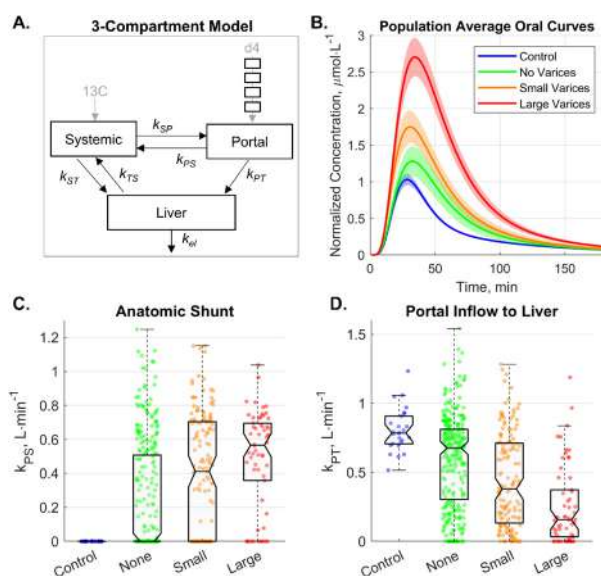 A.
3-Compartment Model
d4
13C
k_SP
Systemic
Portal
k_PS
k_ST
k_TS
k_PT
Liver
k_el
B.
Population Average Oral Curves
Normalized Concentration, μmol·L⁻¹
3
2.5
2
1.5
1
0.5
0
0
50
100
150
Time, min
Control
No Varices
Small Varices
Large Varices
C.
Anatomic Shunt
k_PS, L·min⁻¹
1.2
1
0.8
0.6
0.4
0.2
0
Control
None
Small
Large
D.
Portal Inflow to Liver
k_PT, L·min⁻¹
1.5
1
0.5
0
Control
None
Small
Large